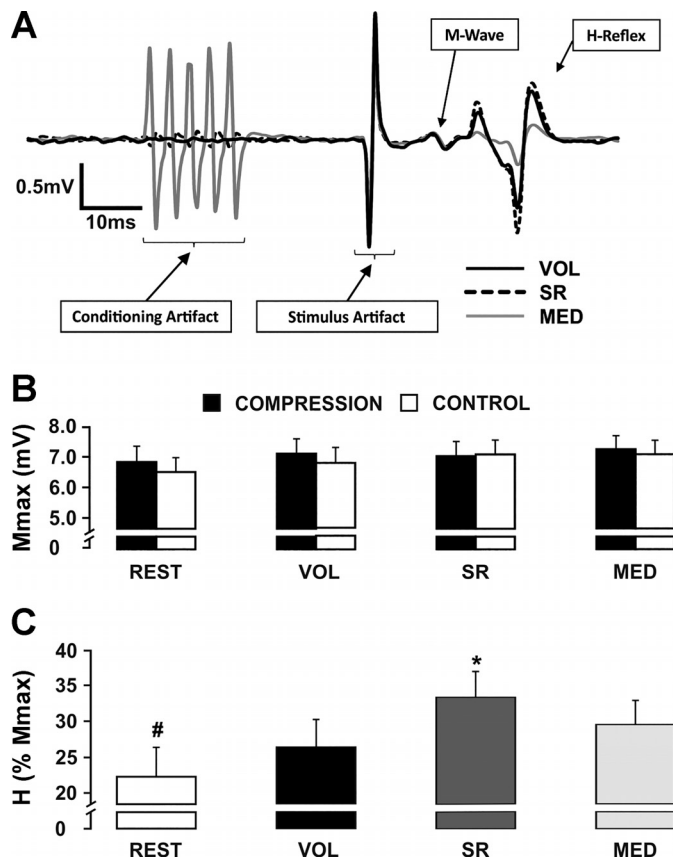 A
M-Wave
H-Reflex
0.5mV
10ms
Conditioning Artifact
Stimulus Artifact
VOL
SR
MED
B
COMPRESSION CONTROL
Mmax (mV)
8.0
7.0
6.0
5.0
0
REST VOL SR MED
C
H (% Mmax)
40
35
30
25
20
0
#
*
REST VOL SR MED